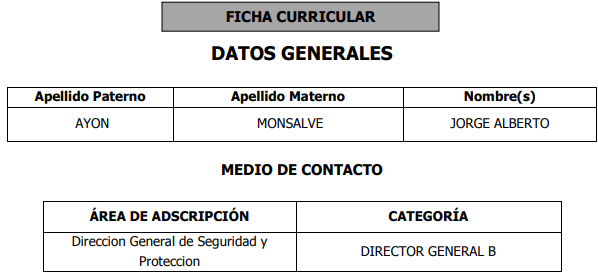 FICHA CURRICULAR
DATOS GENERALES
Apellido Paterno Apellido Materno Nombre(s)
AYON MONSALVE JORGE ALBERTO
MEDIO DE CONTACTO
ÁREA DE ADSCRIPCIÓN CATEGORÍA
Direccion General de Seguridad y
Proteccion DIRECTOR GENERAL B